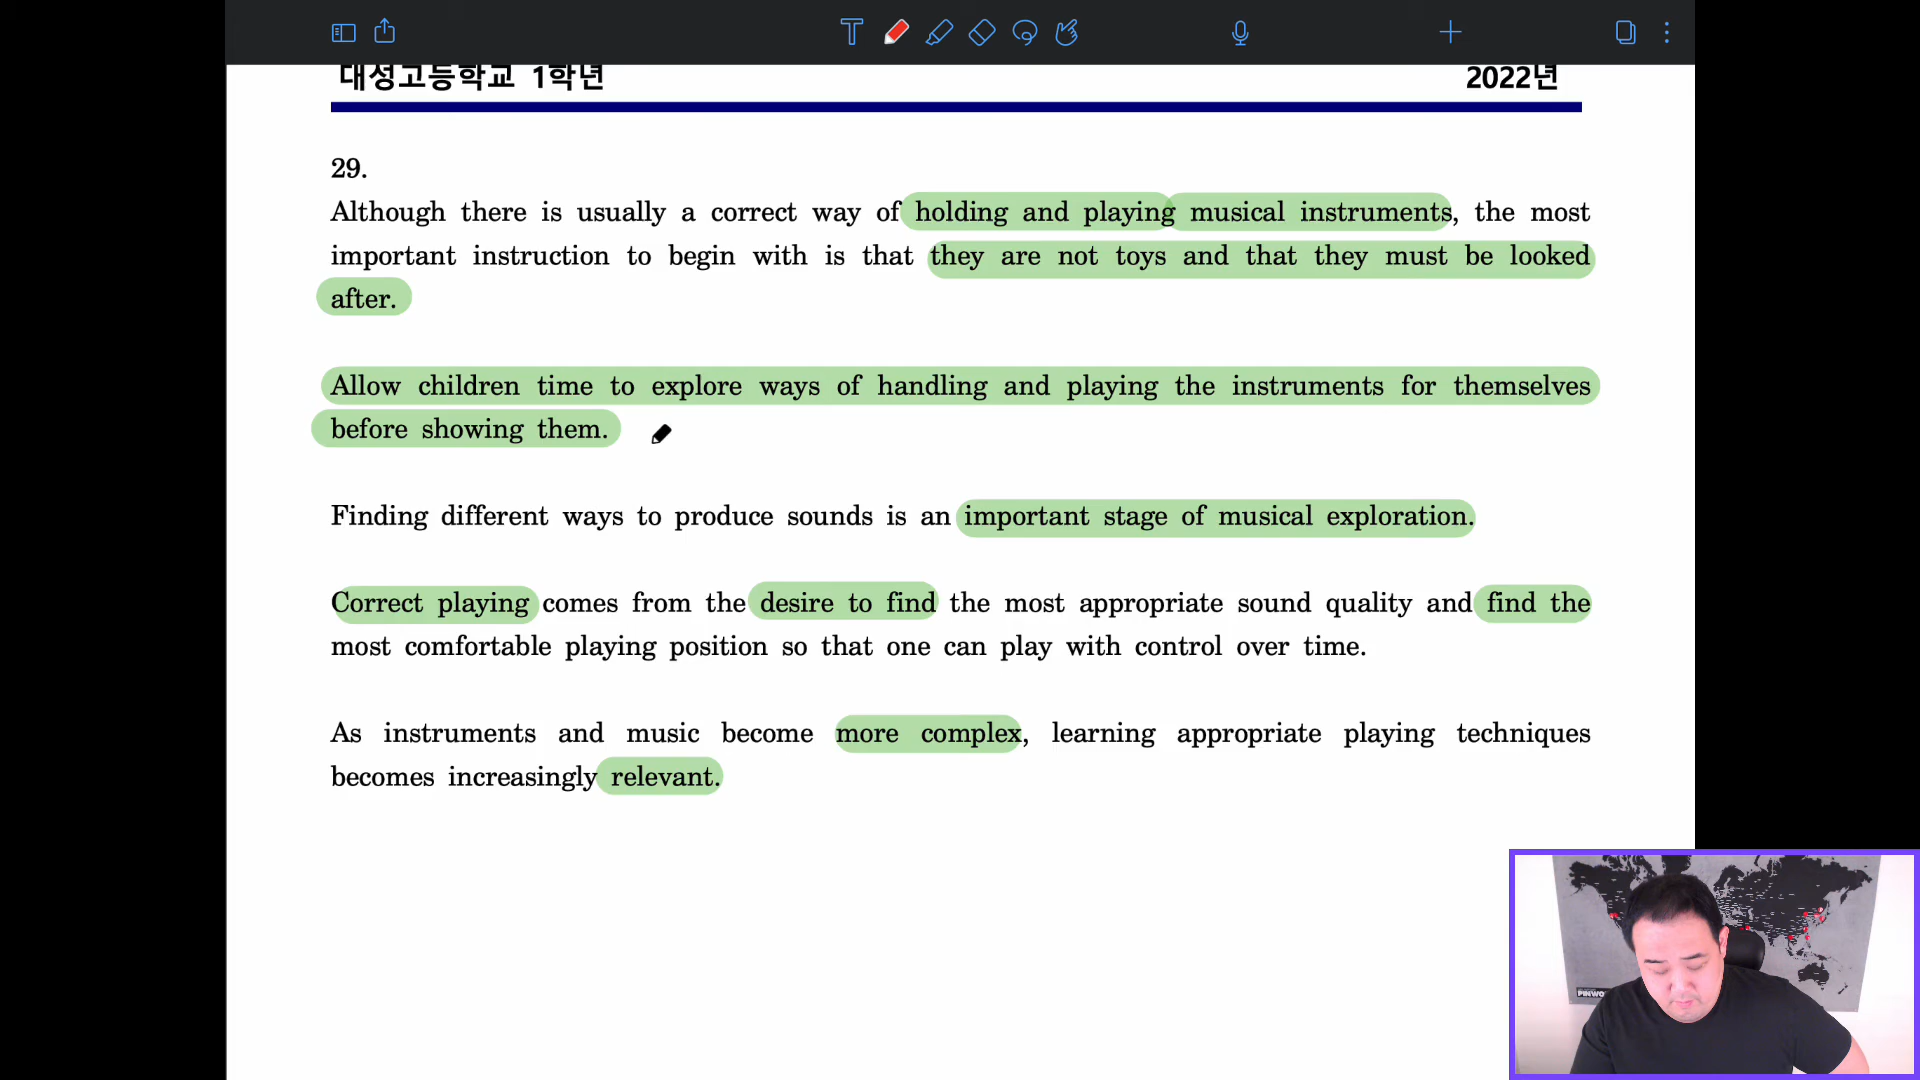 대성고등학교 1학년 2022년
29.
Although there is usually a correct way of holding and playing musical instruments, the most
important instruction to begin with is that they are not toys and that they must be looked
after.
Allow children time to explore ways of handling and playing the instruments for themselves
before showing them.
Finding different ways to produce sounds is an important stage of musical exploration.
Correct playing comes from the desire to find the most appropriate sound quality and find the
most comfortable playing position so that one can play with control over time.
As instruments and music become more complex, learning appropriate playing techniques
becomes increasingly relevant.